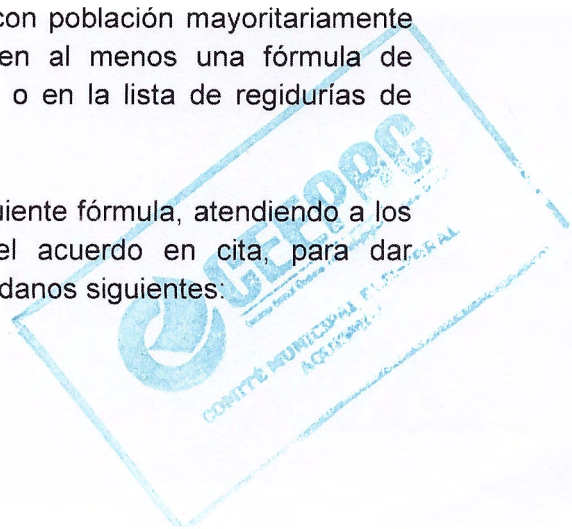 con población mayoritariamente
en al menos una fórmula de
o en la lista de regidurías de
uiente fórmula, atendiendo a los
el acuerdo en cita, para dar
danos siguientes:
CEEPAC
COMITÉ MUNICIPAL ELECTORAL